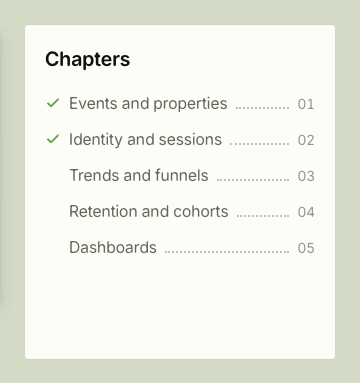 Chapters
Events and properties 01
Identity and sessions 02
Trends and funnels 03
Retention and cohorts 04
Dashboards 05